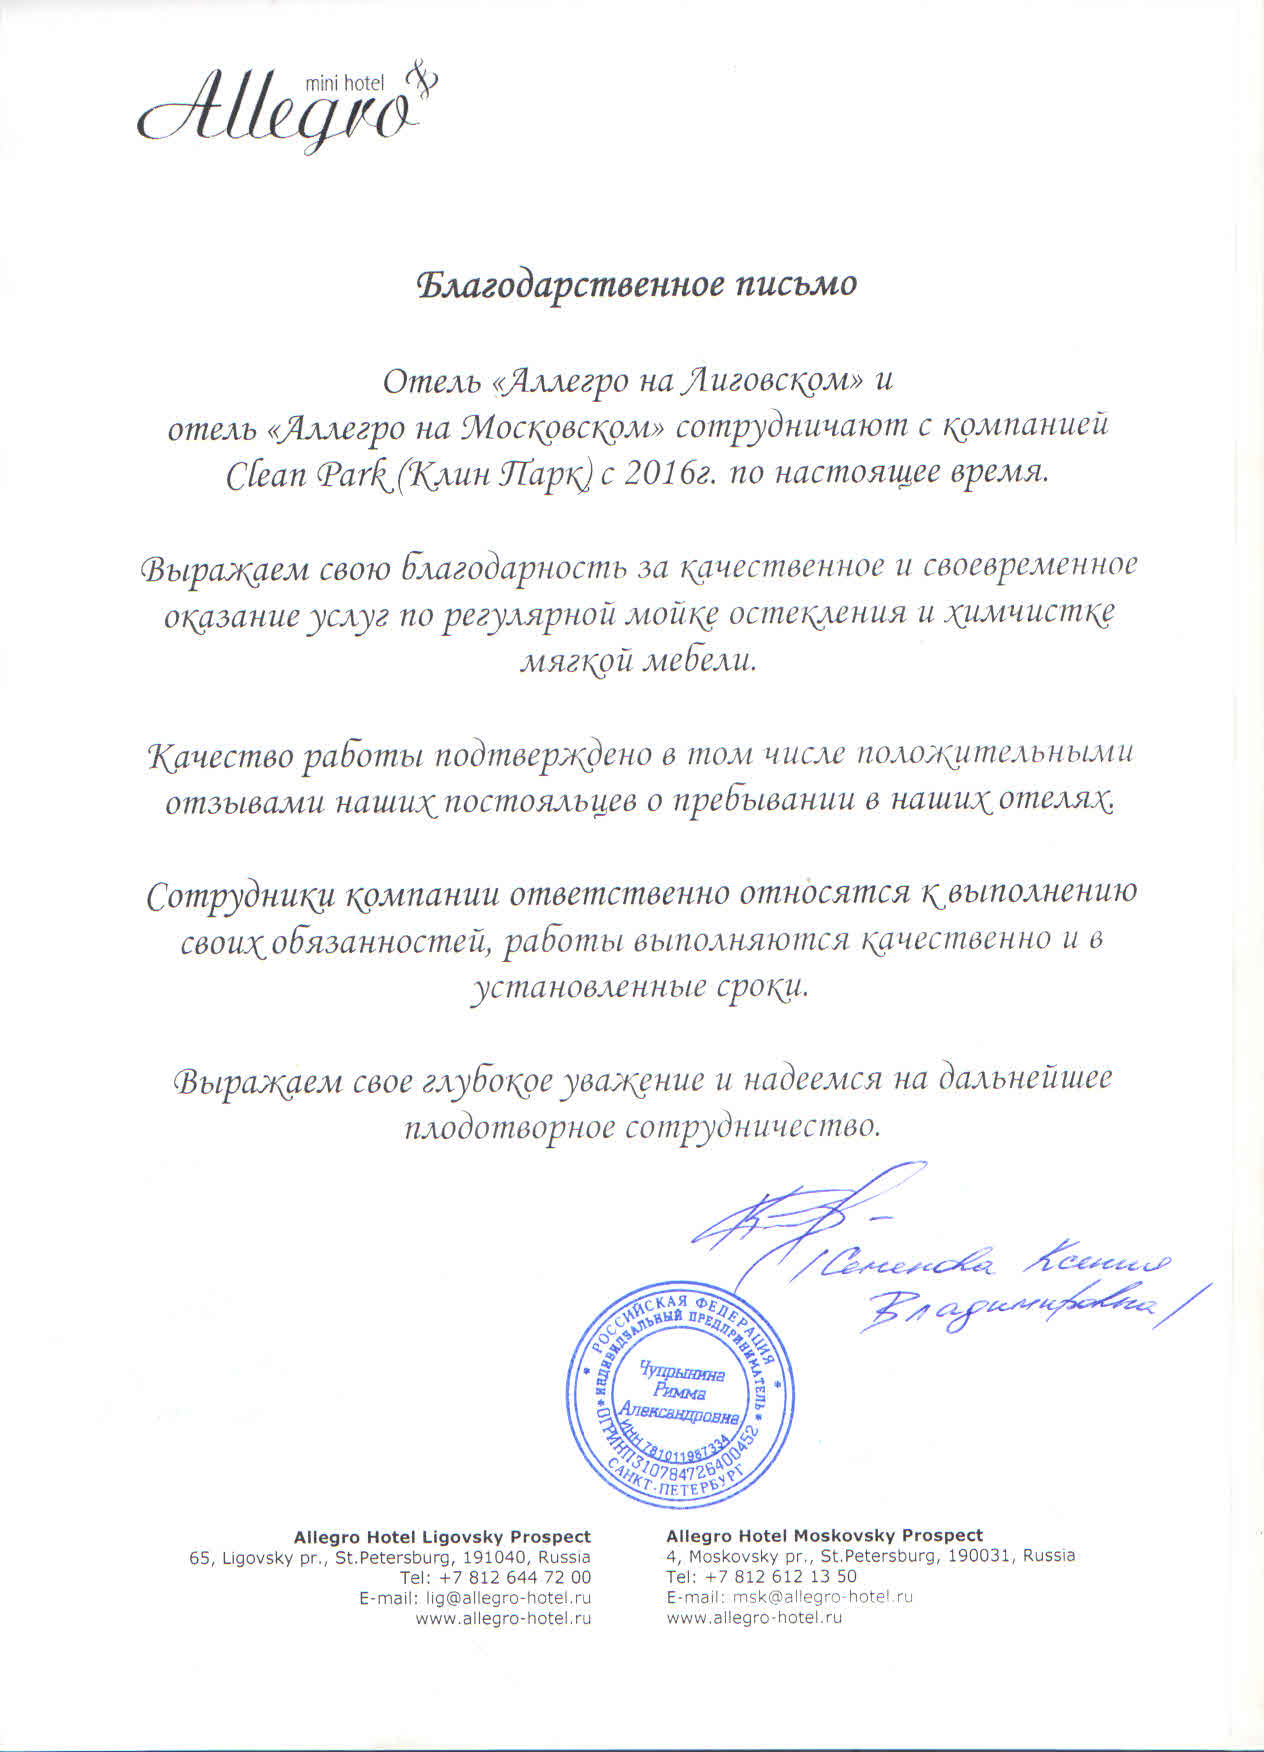 mini hotel
Allegro
Благодарственное письмо
Отель «Аллегро на Лиговском» и
отель «Аллегро на Московском» сотрудничают с компанией
Clean Park (Клин Парк) с 2016г. по настоящее время.
Выражаем свою благодарность за качественное и своевременное
оказание услуг по регулярной мойке остекления и химчистке
мягкой мебели.
Качество работы подтверждено в том числе положительными
отзывами наших постояльцев о пребывании в наших отелях.
Сотрудники компании ответственно относятся к выполнению
своих обязанностей, работы выполняются качественно и в
установленные сроки.
Выражаем свое глубокое уважение и надеемся на дальнейшее
плодотворное сотрудничество.
/Семенова Ксения
Владимировна/
* РОССИЙСКАЯ ФЕДЕРАЦИЯ *
* ИНДИВИДУАЛЬНЫЙ ПРЕДПРИНИМАТЕЛЬ *
Чупрынина
Римма
Александровна
ИНН 781011987334
ОГРНИП310784726400452
САНКТ-ПЕТЕРБУРГ
Allegro Hotel Ligovsky Prospect
65, Ligovsky pr., St.Petersburg, 191040, Russia
Tel: +7 812 644 72 00
E-mail: lig@allegro-hotel.ru
www.allegro-hotel.ru
Allegro Hotel Moskovsky Prospect
4, Moskovsky pr., St.Petersburg, 190031, Russia
Tel: +7 812 612 13 50
E-mail: msk@allegro-hotel.ru
www.allegro-hotel.ru